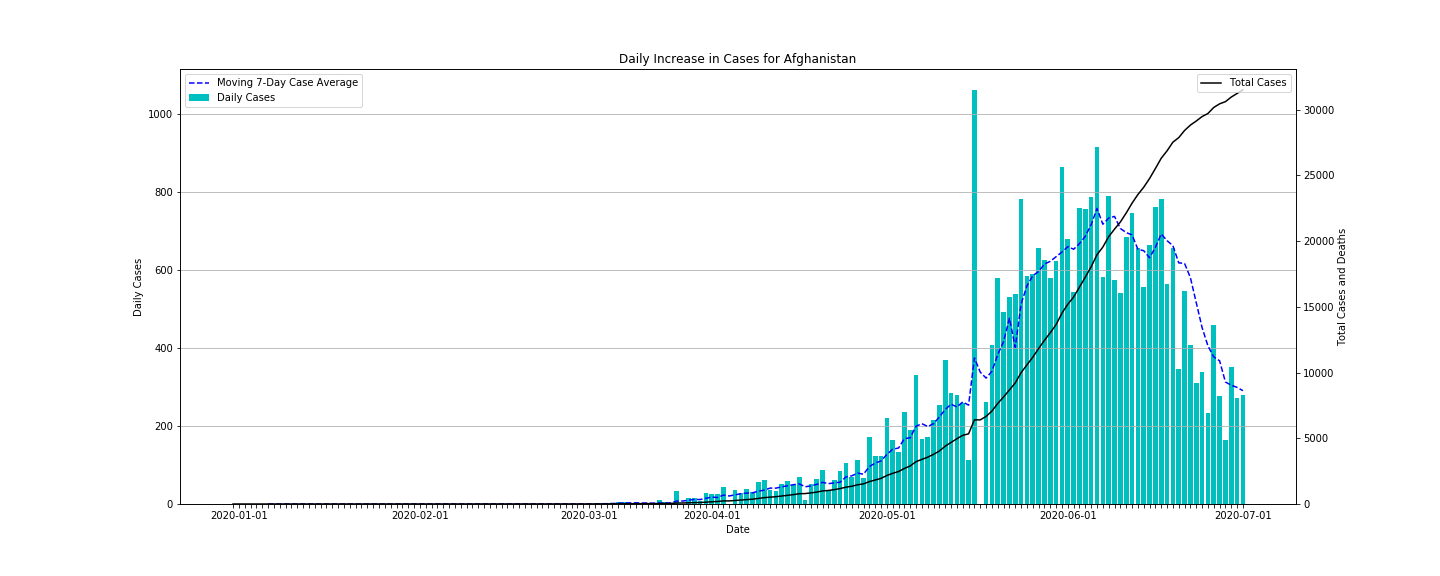 Daily Increase in Cases for Afghanistan
Moving 7-Day Case Average
Daily Cases
Total Cases
1000
800
600
400
200
0
Daily Cases
30000
25000
20000
15000
10000
5000
0
Total Cases and Deaths
2020-01-01
2020-02-01
2020-03-01
2020-04-01
2020-05-01
2020-06-01
2020-07-01
Date